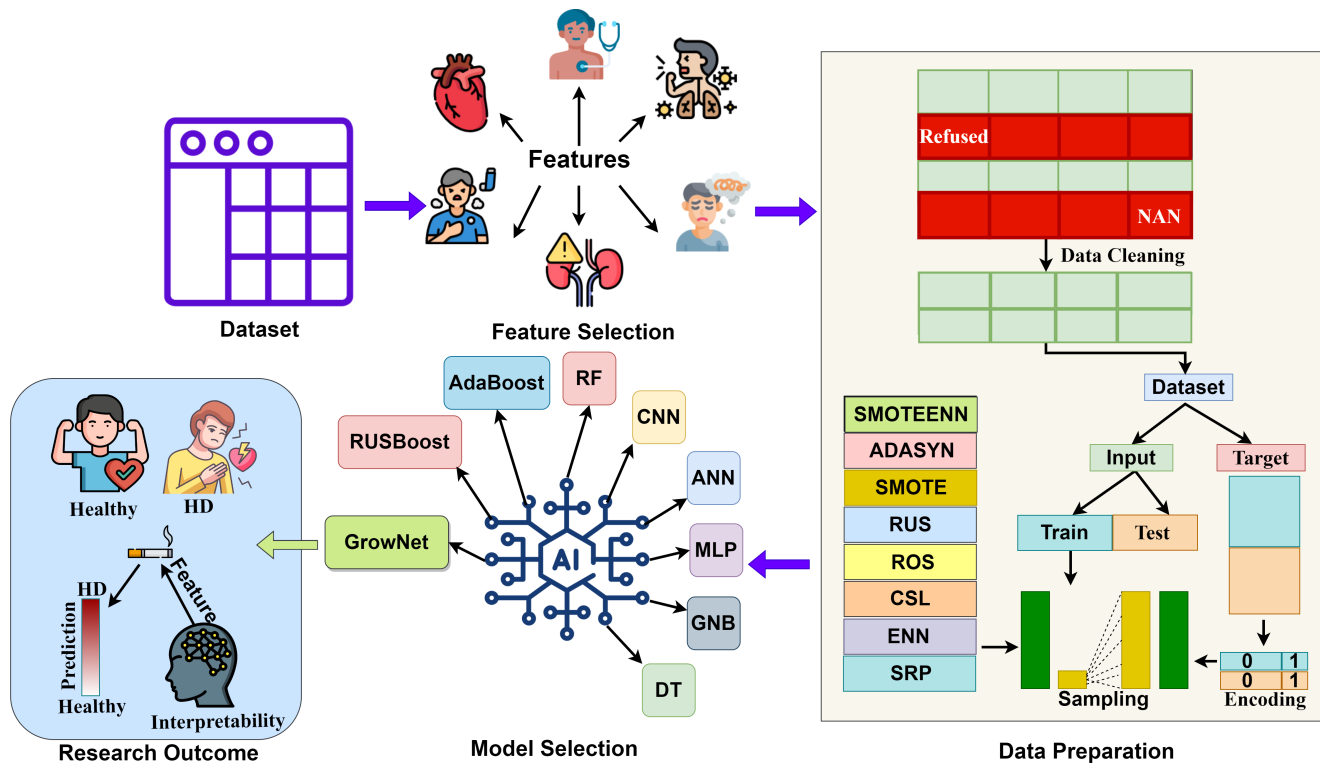 Dataset
Features
Feature Selection
Refused
NAN
Data Cleaning
Dataset
Input
Target
Train
Test
SMOTEENN
ADASYN
SMOTE
RUS
ROS
CSL
ENN
SRP
0 1
0 1
Sampling
Encoding
Data Preparation
AdaBoost
RF
CNN
RUSBoost
ANN
GrowNet
AI
MLP
GNB
DT
Model Selection
Healthy
HD
Feature
HD
Prediction
Healthy
Interpretability
Research Outcome